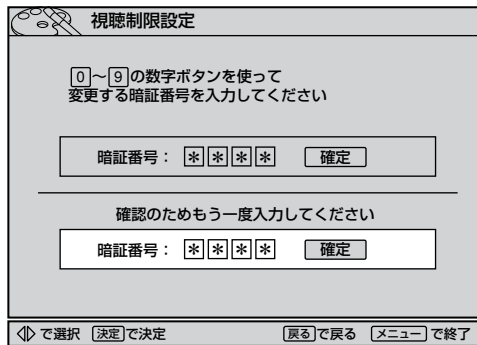 視聴制限設定
0～9の数字ボタンを使って
変更する暗証番号を入力してください
暗証番号： ＊＊＊＊ 確定
確認のためもう一度入力してください
暗証番号： ＊＊＊＊ 確定
で選択 決定で決定 戻るで戻る メニューで終了